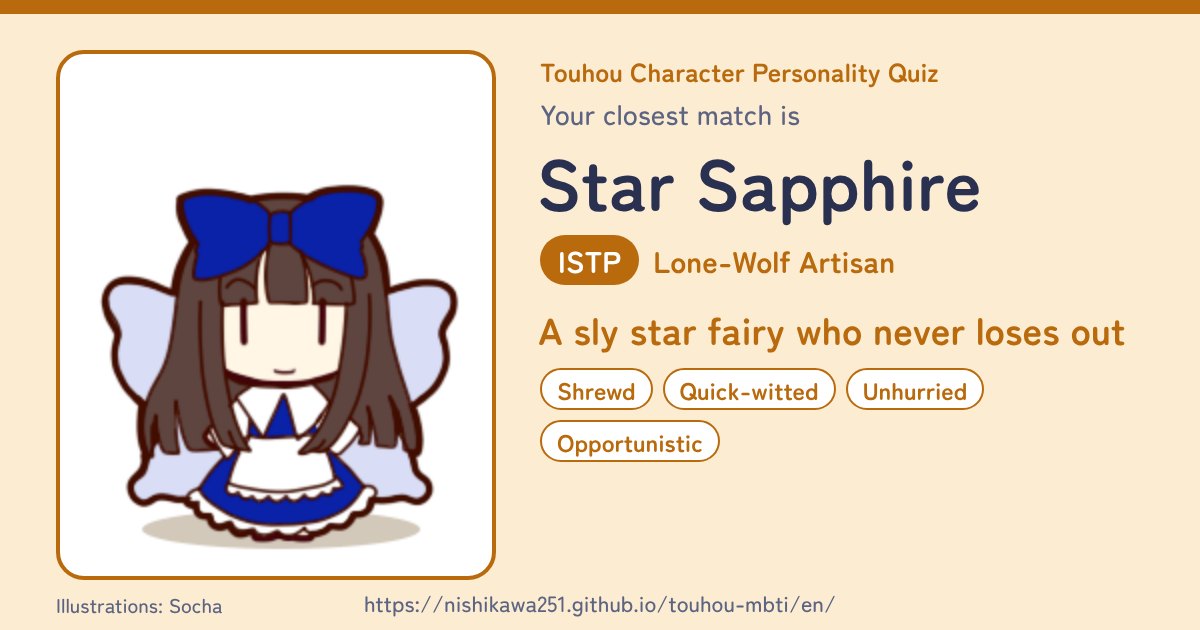 Touhou Character Personality Quiz
Your closest match is
Star Sapphire
ISTP Lone-Wolf Artisan
A sly star fairy who never loses out
Shrewd Quick-witted Unhurried
Opportunistic
Illustrations: Socha https://nishikawa251.github.io/touhou-mbti/en/